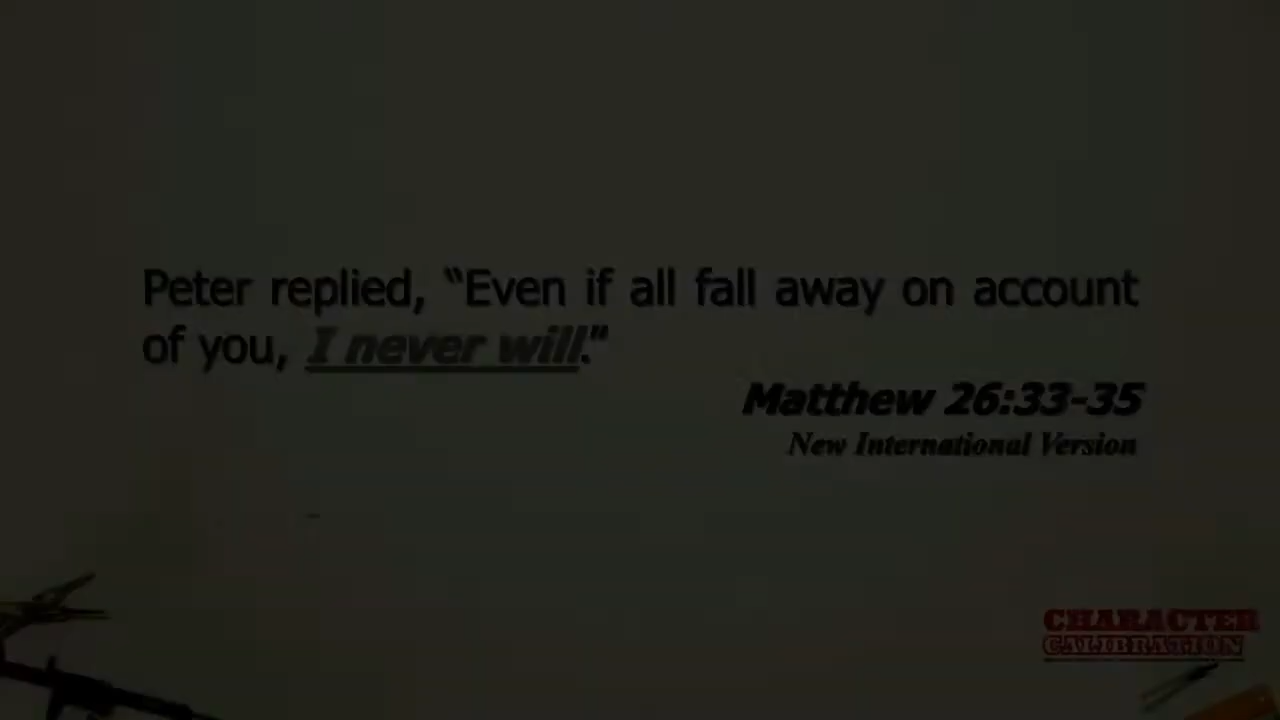 Peter replied, “Even if all fall away on account
of you, I never will.”
Matthew 26:33-35
New International Version
CHARACTER
CALIBRATION